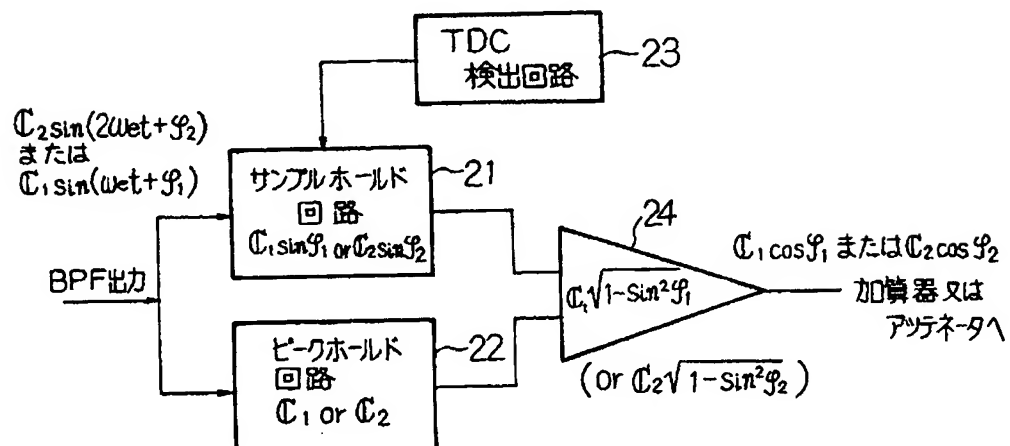 TDC
検出回路
23
ℂ₂sin(2ωet+φ₂)
または
ℂ₁sin(ωet+φ₁)
サンプルホールド
回路
ℂ₁sinφ₁ or ℂ₂sinφ₂
21
BPF出力
ピークホールド
回路
ℂ₁ or ℂ₂
22
24
ℂ₁√1-Sin²φ₁
(or ℂ₂√1-Sin²φ₂)
ℂ₁cosφ₁ またはℂ₂cosφ₂
加算器又は
アッテネータへ